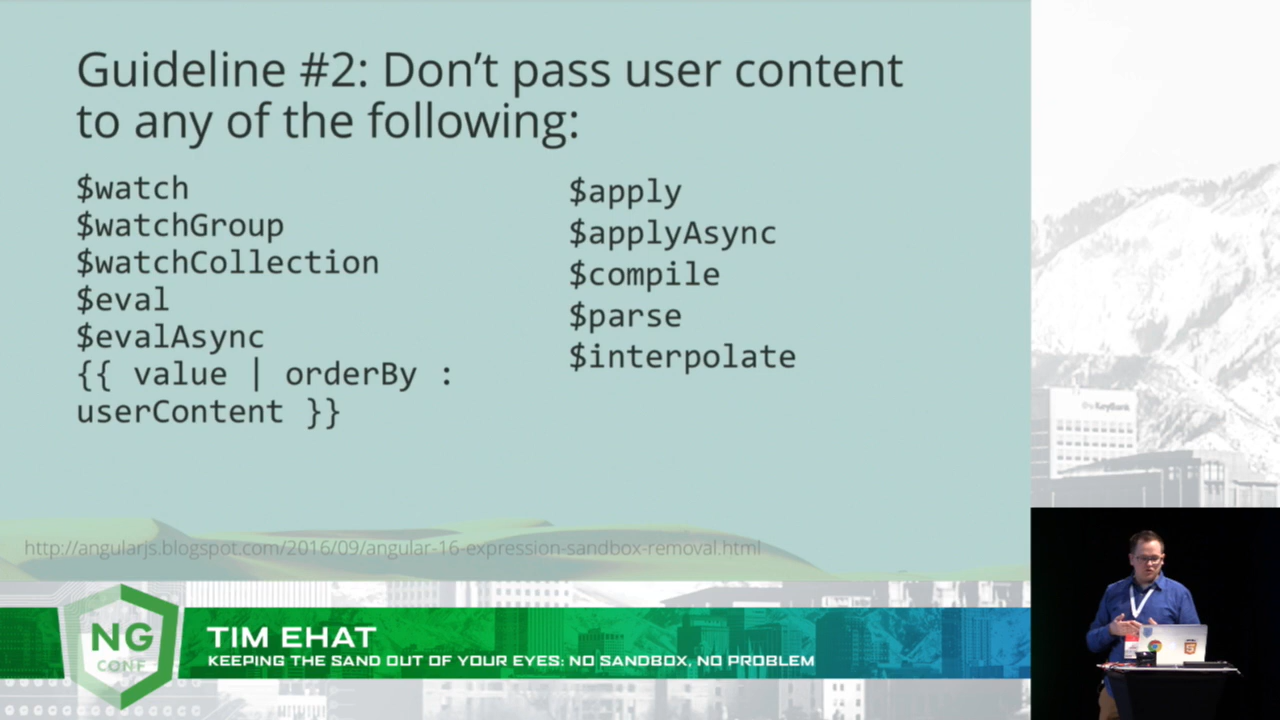 Guideline #2: Don’t pass user content
to any of the following:
$watch
$watchGroup
$watchCollection
$eval
$evalAsync
{{ value | orderBy :
userContent }}
$apply
$applyAsync
$compile
$parse
$interpolate
http://angularjs.blogspot.com/2016/09/angular-16-expression-sandbox-removal.html
KeyBank
NG
CONF
TIM EHAT
KEEPING THE SAND OUT OF YOUR EYES: NO SANDBOX, NO PROBLEM